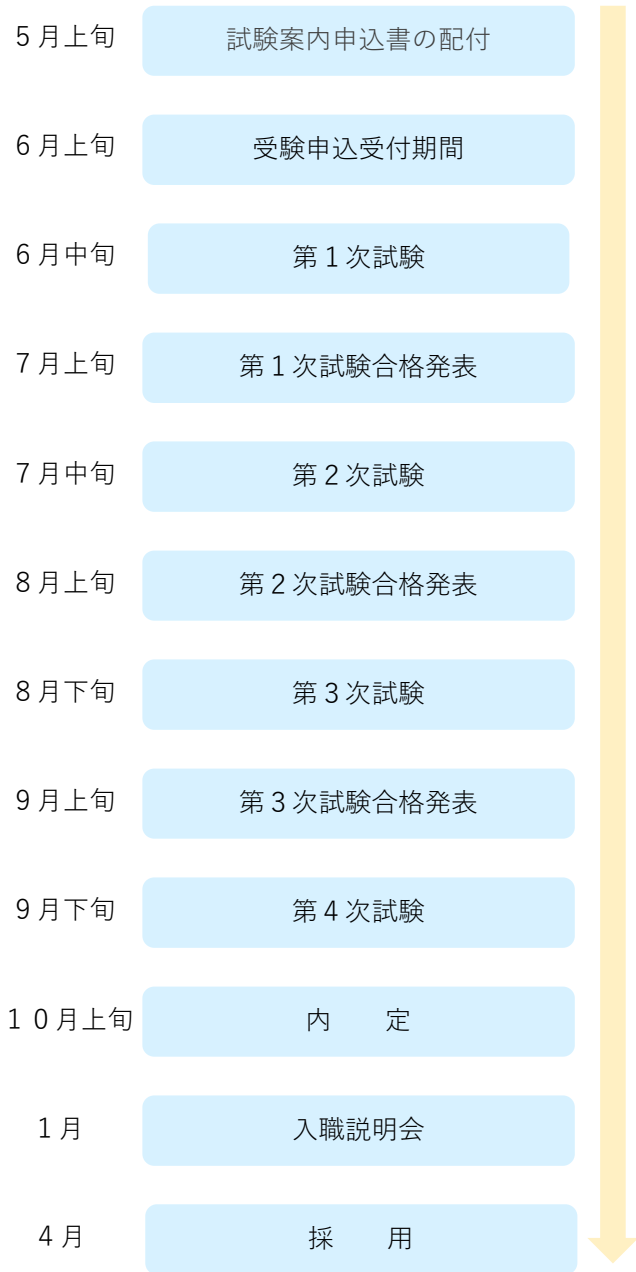 5月上旬 試験案内申込書の配付
6月上旬 受験申込受付期間
6月中旬 第1次試験
7月上旬 第1次試験合格発表
7月中旬 第2次試験
8月上旬 第2次試験合格発表
8月下旬 第3次試験
9月上旬 第3次試験合格発表
9月下旬 第4次試験
10月上旬 内　定
1月 入職説明会
4月 採　用